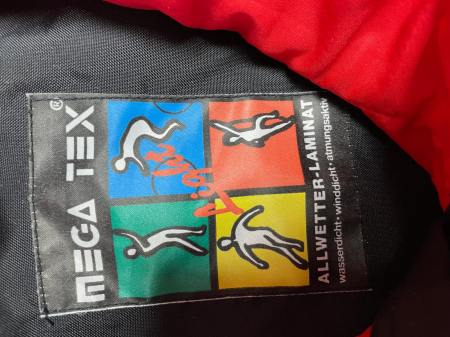 MEGA TEX®
ALLWETTER-LAMINAT
wasserdicht · winddicht · atmungsaktiv